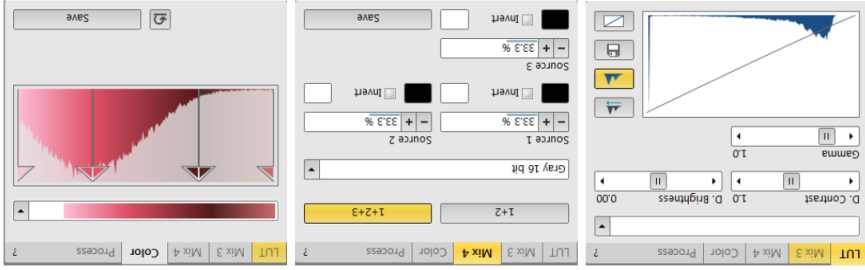 LUT Mix 3 Mix 4 Color Process ?
D. Contrast 1.0 D. Brightness 0.00
Gamma 1.0
LUT Mix 3 Mix 4 Color Process ?
1+2 1+2+3
Gray 16 bit
Source 1 Source 2
− + 33.3 % − + 33.3 %
Invert Invert
Source 3
− + 33.3 %
Invert Save
LUT Mix 3 Mix 4 Color Process ?
Save